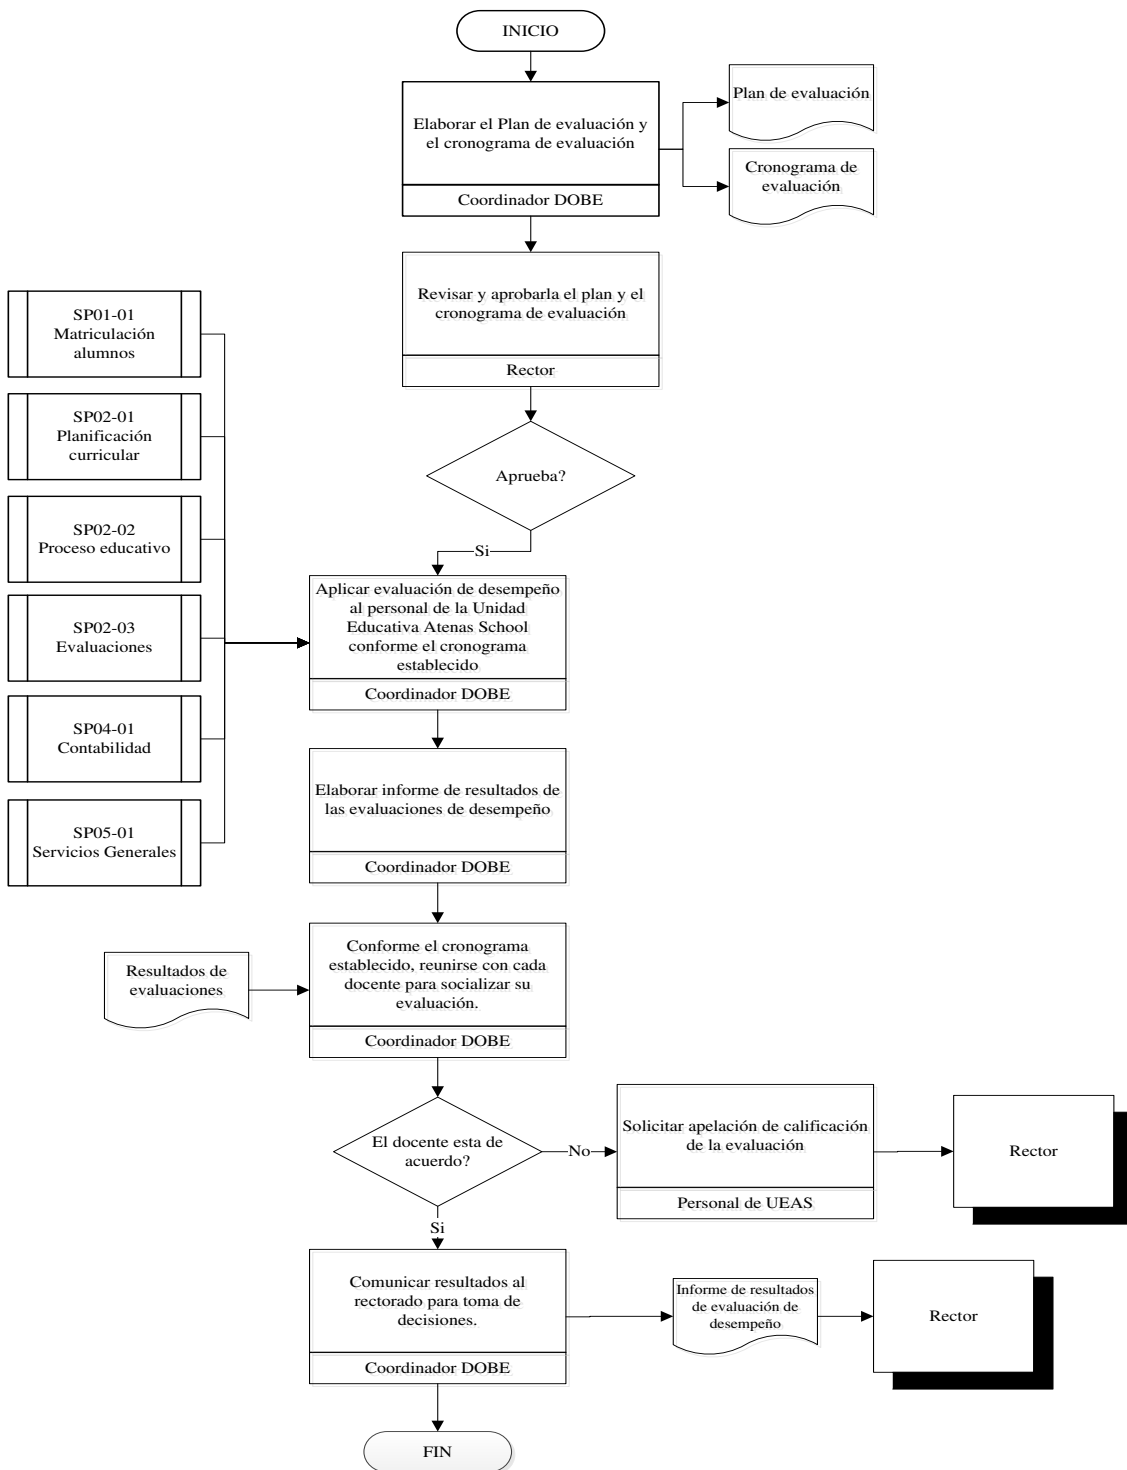 INICIO
Elaborar el Plan de evaluación y
el cronograma de evaluación
Coordinador DOBE
Plan de evaluación
Cronograma de
evaluación
Revisar y aprobarla el plan y el
cronograma de evaluación
Rector
Aprueba?
Si
SP01-01
Matriculación
alumnos
SP02-01
Planificación
curricular
SP02-02
Proceso educativo
SP02-03
Evaluaciones
SP04-01
Contabilidad
SP05-01
Servicios Generales
Aplicar evaluación de desempeño
al personal de la Unidad
Educativa Atenas School
conforme el cronograma
establecido
Coordinador DOBE
Elaborar informe de resultados de
las evaluaciones de desempeño
Coordinador DOBE
Resultados de
evaluaciones
Conforme el cronograma
establecido, reunirse con cada
docente para socializar su
evaluación.
Coordinador DOBE
El docente esta de
acuerdo?
No
Solicitar apelación de calificación
de la evaluación
Personal de UEAS
Rector
Si
Comunicar resultados al
rectorado para toma de
decisiones.
Coordinador DOBE
Informe de resultados
de evaluación de
desempeño
Rector
FIN